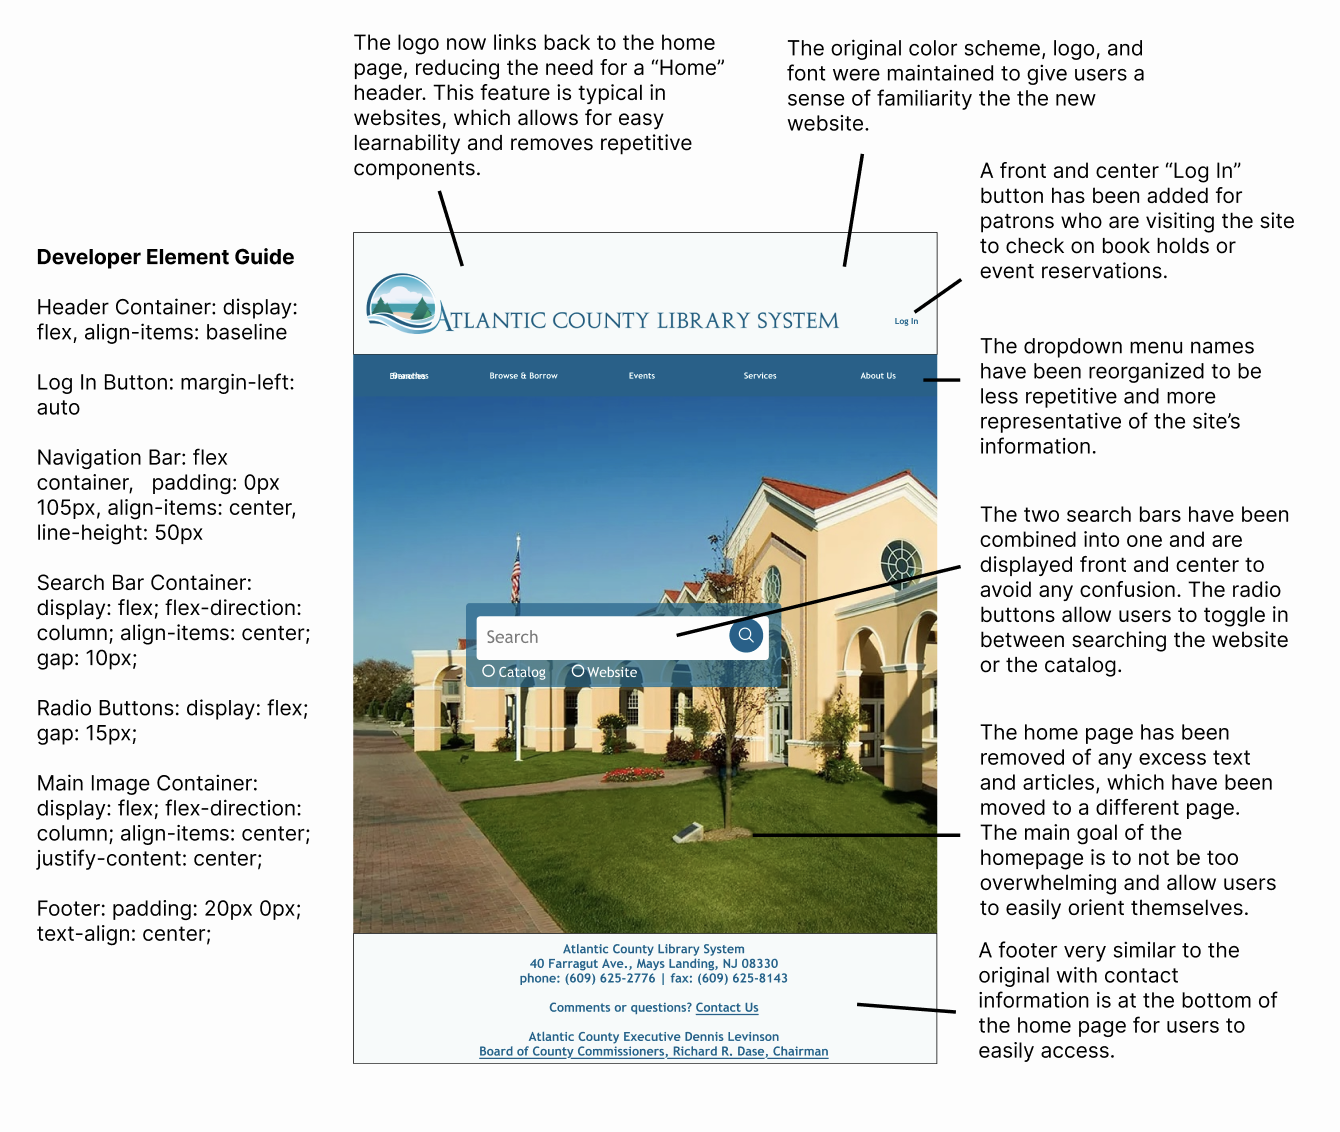 The logo now links back to the home
page, reducing the need for a “Home”
header. This feature is typical in
websites, which allows for easy
learnability and removes repetitive
components.
The original color scheme, logo, and
font were maintained to give users a
sense of familiarity the the new
website.
A front and center “Log In”
button has been added for
patrons who are visiting the site
to check on book holds or
event reservations.
Developer Element Guide
Header Container: display:
flex, align-items: baseline
Log In Button: margin-left:
auto
Navigation Bar: flex
container, padding: 0px
105px, align-items: center,
line-height: 50px
Search Bar Container:
display: flex; flex-direction:
column; align-items: center;
gap: 10px;
Radio Buttons: display: flex;
gap: 15px;
Main Image Container:
display: flex; flex-direction:
column; align-items: center;
justify-content: center;
Footer: padding: 20px 0px;
text-align: center;
ATLANTIC COUNTY LIBRARY SYSTEM
Log In
Browse & Borrow
Events
Services
About Us
Search
Catalog
Website
The dropdown menu names
have been reorganized to be
less repetitive and more
representative of the site’s
information.
The two search bars have been
combined into one and are
displayed front and center to
avoid any confusion. The radio
buttons allow users to toggle in
between searching the website
or the catalog.
The home page has been
removed of any excess text
and articles, which have been
moved to a different page.
The main goal of the
homepage is to not be too
overwhelming and allow users
to easily orient themselves.
Atlantic County Library System
40 Farragut Ave., Mays Landing, NJ 08330
phone: (609) 625-2776 | fax: (609) 625-8143
Comments or questions? Contact Us
Atlantic County Executive Dennis Levinson
Board of County Commissioners, Richard R. Dase, Chairman
A footer very similar to the
original with contact
information is at the bottom of
the home page for users to
easily access.